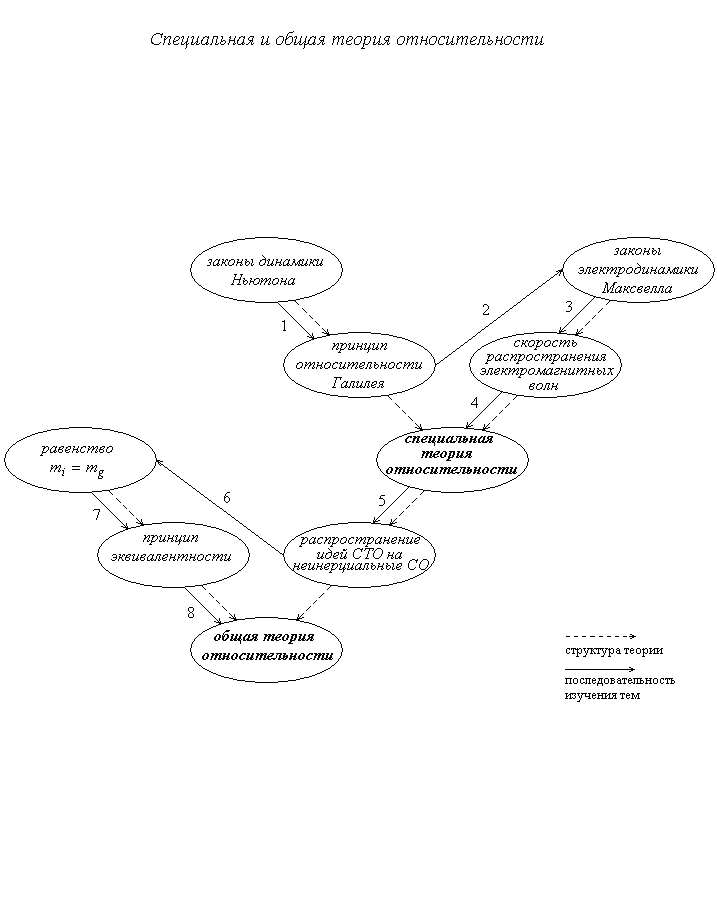 Специальная и общая теория относительности
законы динамики
Ньютона
законы
электродинамики
Максвелла
1
2
3
принцип
относительности
Галилея
скорость
распространения
электромагнитных
волн
4
специальная
теория
относительности
равенство
mi = mg
5
6
7
принцип
эквивалентности
распространение
идей СТО на
неинерциальные СО
8
общая теория
относительности
структура теории
последовательность
изучения тем